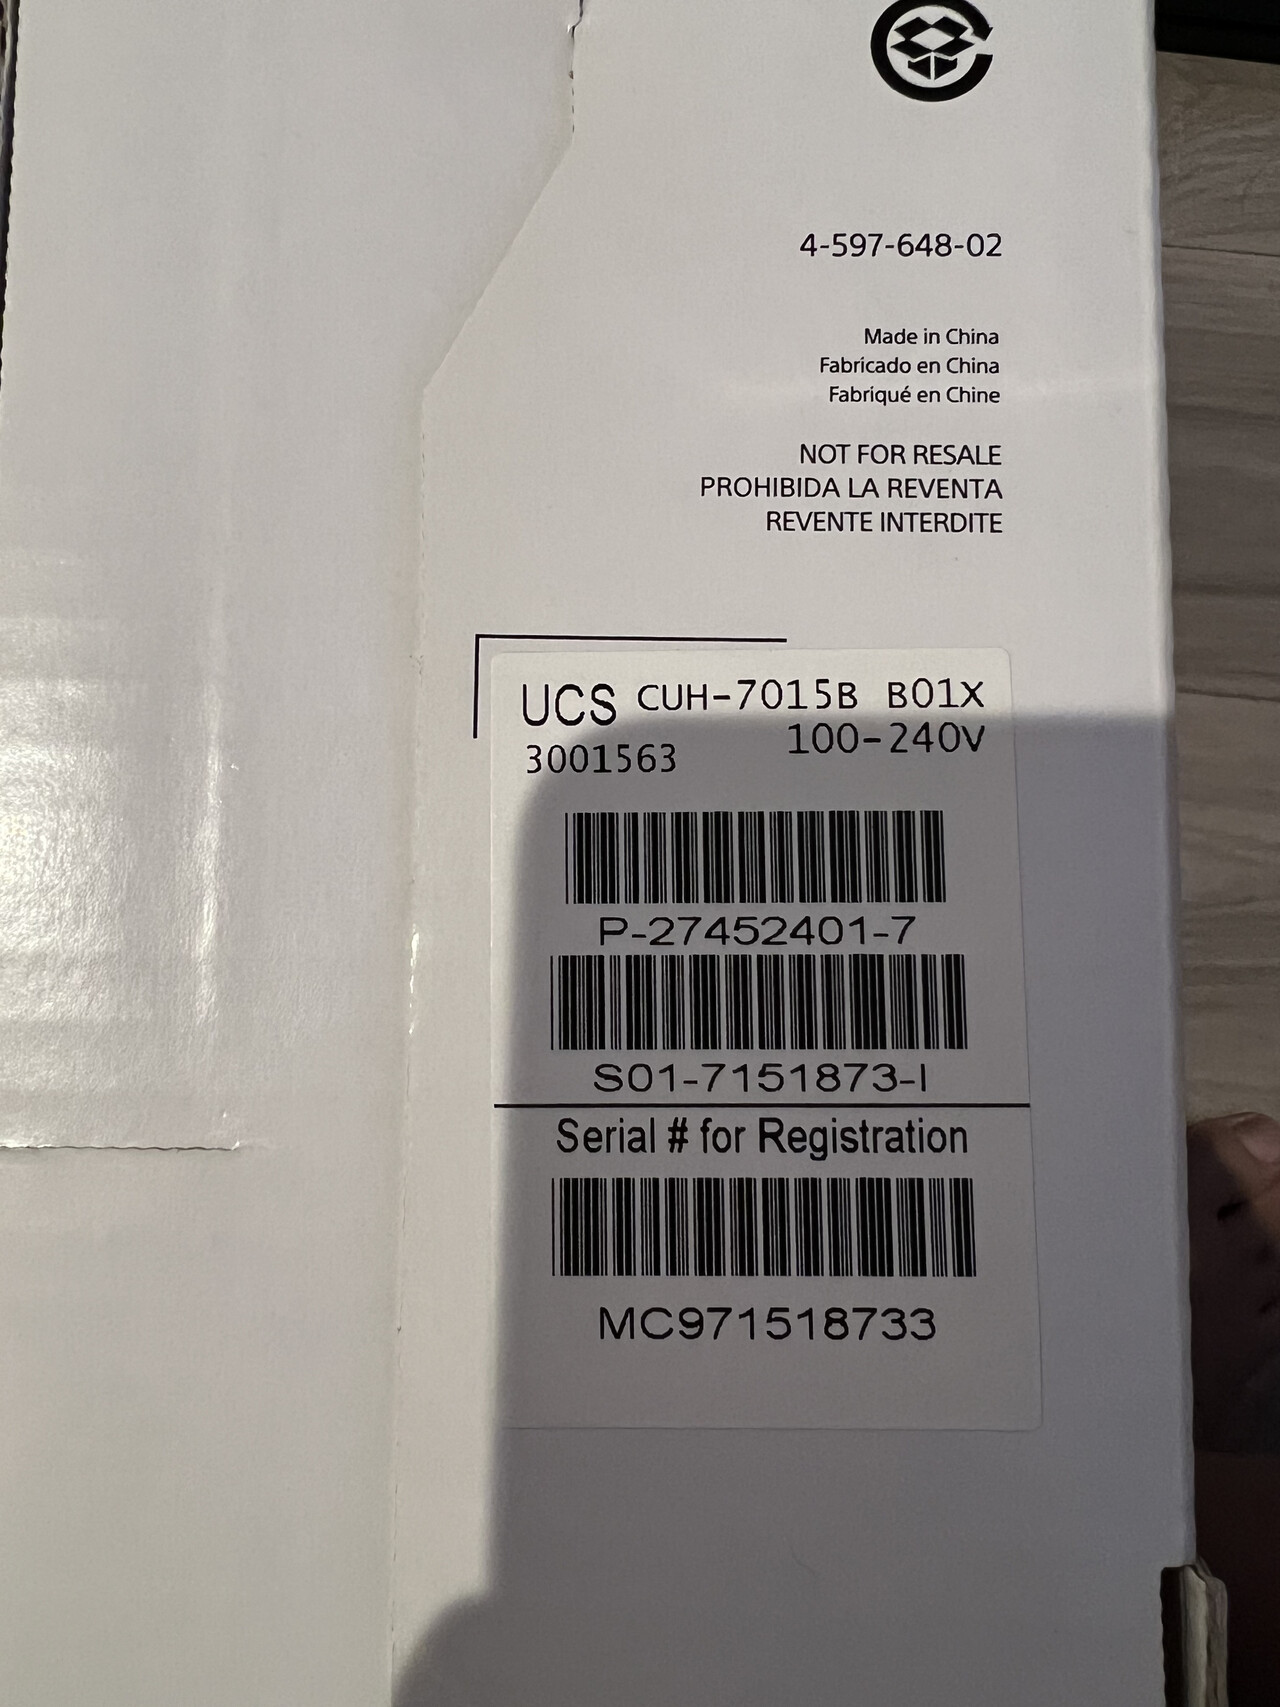 4-597-648-02
Made in China
Fabricado en China
Fabriqué en Chine
NOT FOR RESALE
PROHIBIDA LA REVENTA
REVENTE INTERDITE
UCS CUH-7015B B01X
3001563 100-240V
P-27452401-7
S01-7151873-I
Serial # for Registration
MC971518733